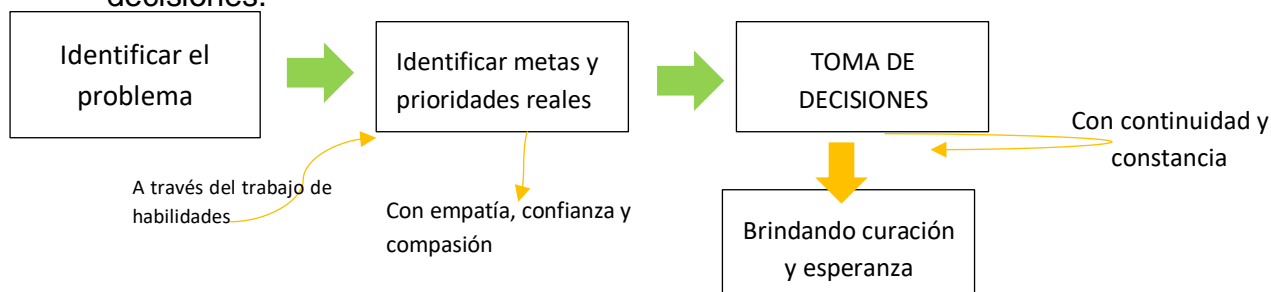 decisiones.
Identificar el
problema
Identificar metas y
prioridades reales
TOMA DE
DECISIONES
Con continuidad y
constancia
A través del trabajo de
habilidades
Con empatía, confianza y
compasión
Brindando curación
y esperanza